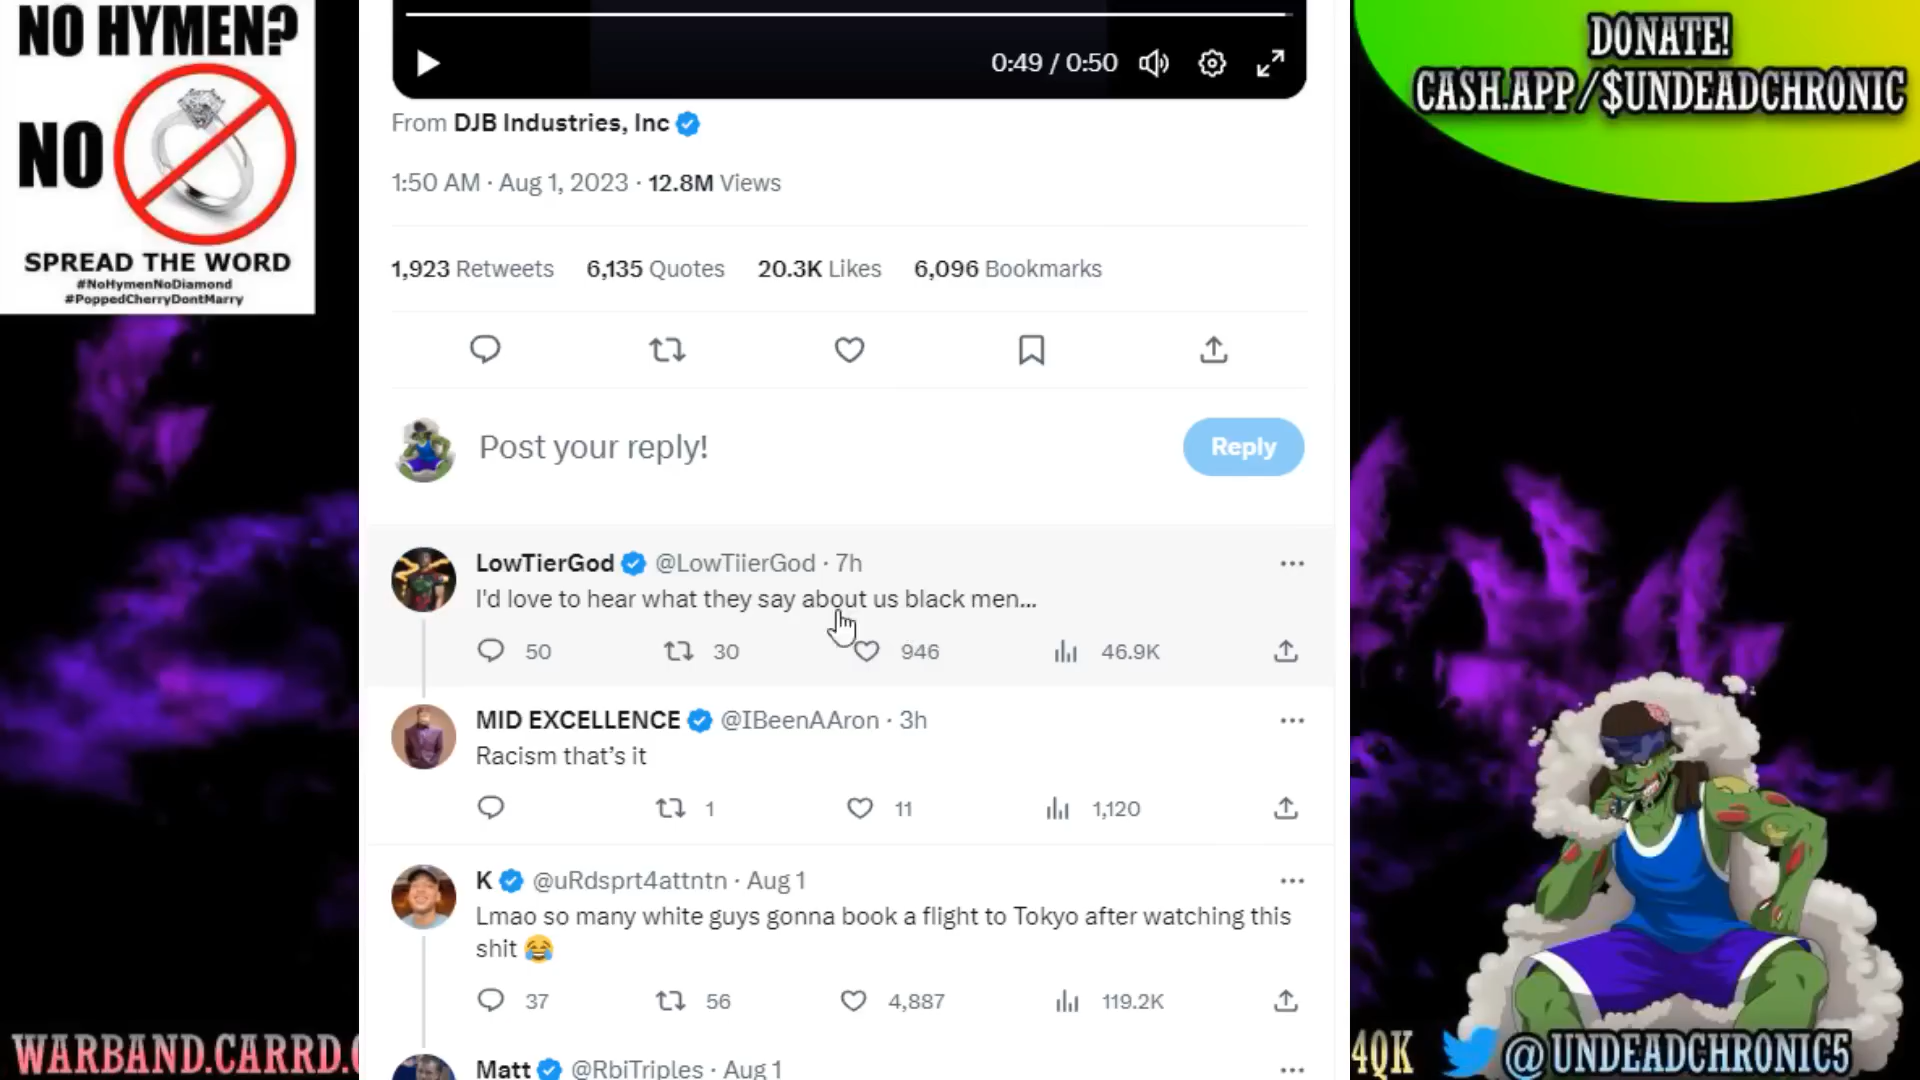 NO HYMEN?
NO
SPREAD THE WORD
#NoHymenNoDiamond
#PoppedCherryDontMarry
0:49 / 0:50
From DJB Industries, Inc
1:50 AM · Aug 1, 2023 · 12.8M Views
1,923 Retweets 6,135 Quotes 20.3K Likes 6,096 Bookmarks
Post your reply!
Reply
LowTierGod @LowTiierGod · 7h
I'd love to hear what they say about us black men...
50 30 946 46.9K
MID EXCELLENCE @IBeenAAron · 3h
Racism that's it
1 11 1,120
K @uRdsprt4attntn · Aug 1
Lmao so many white guys gonna book a flight to Tokyo after watching this
shit 😂
37 56 4,887 119.2K
Matt @RbiTriples · Aug 1
DONATE!
CASH.APP/$UNDEADCHRONIC
WARBAND.CARRD.
4QK @UNDEADCHRONIC5